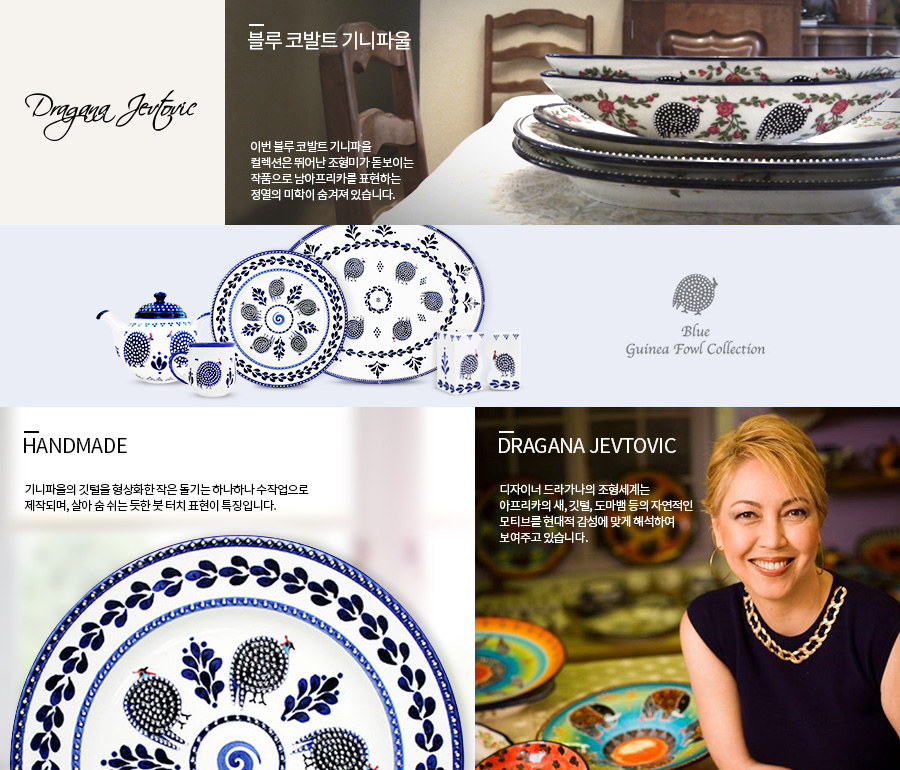 Dragana Jevtovic
블루 코발트 기니파울
이번 블루 코발트 기니파울
컬렉션은 뛰어난 조형미가 돋보이는
작품으로 남아프리카를 표현하는
정열의 미학이 숨겨져 있습니다.
Blue
Guinea Fowl Collection
HANDMADE
기니파울의 깃털을 형상화한 작은 돌기는 하나하나 수작업으로
제작되며, 살아 숨 쉬는 듯한 붓 터치 표현이 특징입니다.
DRAGANA JEVTOVIC
디자이너 드라가나의 조형세계는
아프리카의 새, 깃털, 도마뱀 등의 자연적인
모티브를 현대적 감성에 맞게 해석하여
보여주고 있습니다.